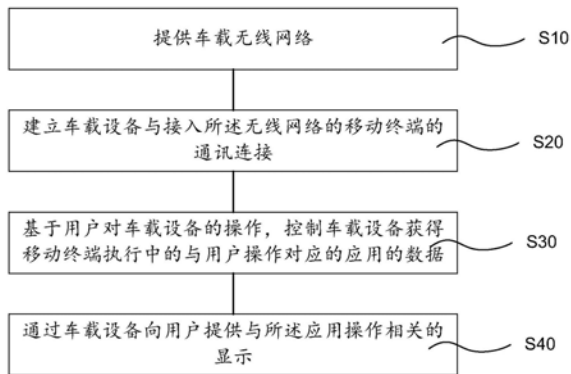 提供车载无线网络
S10
建立车载设备与接入所述无线网络的移动终端的
通讯连接
S20
基于用户对车载设备的操作，控制车载设备获得
移动终端执行中的与用户操作对应的应用的数据
S30
通过车载设备向用户提供与所述应用操作相关的
显示
S40